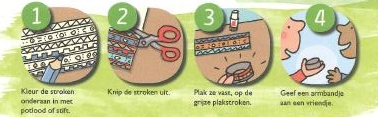 1
2
3
4
Kleur de stroken
onderaan in met
potlood of stift.
Knip de stroken uit.
Plak ze vast, op de
grijze plakstroken.
Geef een armbandje
aan een vriendje.